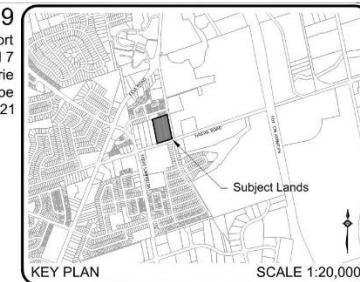 9
ort
d 7
rie
pe
21
Subject Lands
KEY PLAN
SCALE 1:20,000